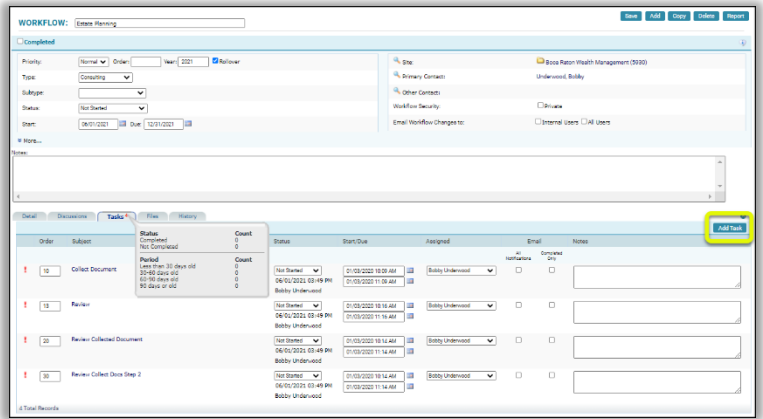 WORKFLOW: Estate Planning Save Add Copy Delete Report
Completed
Priority: Normal Order: Year: 2021 Rollover Site: Boca Raton Wealth Management (5930)
Type: Consulting Primary Contact: Underwood, Bobby
Subtype: Other Contact:
Status: Not Started Workflow Security: Private
Start: 06/01/2021 Due: 12/31/2021 Email Workflow Changes to: Internal Users All Users
More...
Notes:
Detail Discussions Tasks* Files History
Add Task
Status Count
Completed 0
Not Completed 0
Period Count
Less than 30 days old 0
30-60 days old 0
60-90 days old 0
90 days or old 0
Order Subject Status Start/Due Assigned Email Notes
All Notifications Completed Only
! 10 Collect Document Not Started 01/03/2020 10:09 AM Bobby Underwood
06/01/2021 03:49 PM 01/03/2020 11:09 AM
Bobby Underwood
! 15 Review Not Started 01/03/2020 10:16 AM Bobby Underwood
06/01/2021 03:49 PM 01/03/2020 11:16 AM
Bobby Underwood
! 20 Review Collected Document Not Started 01/03/2020 10:14 AM Bobby Underwood
06/01/2021 03:49 PM 01/03/2020 11:14 AM
Bobby Underwood
! 30 Review Collect Docs Step 2 Not Started 01/03/2020 10:14 AM Bobby Underwood
06/01/2021 03:49 PM 01/03/2020 11:14 AM
Bobby Underwood
4 Total Records